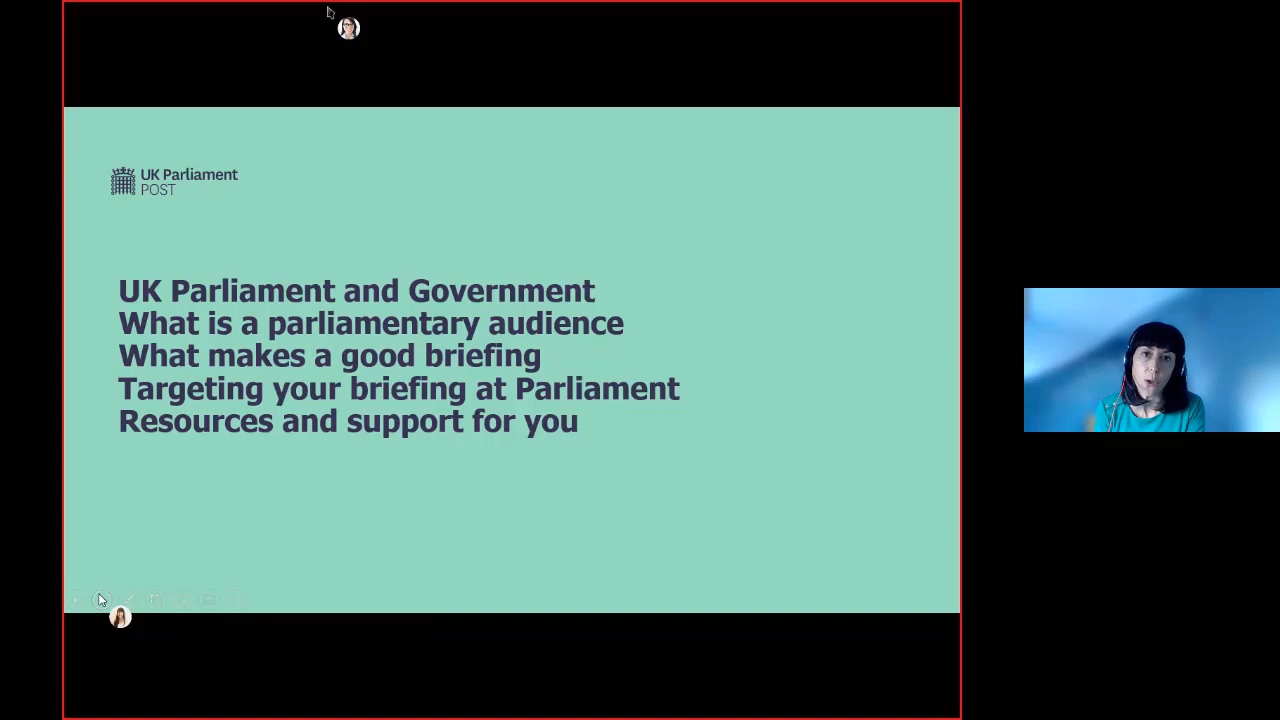 UK Parliament
POST
UK Parliament and Government
What is a parliamentary audience
What makes a good briefing
Targeting your briefing at Parliament
Resources and support for you